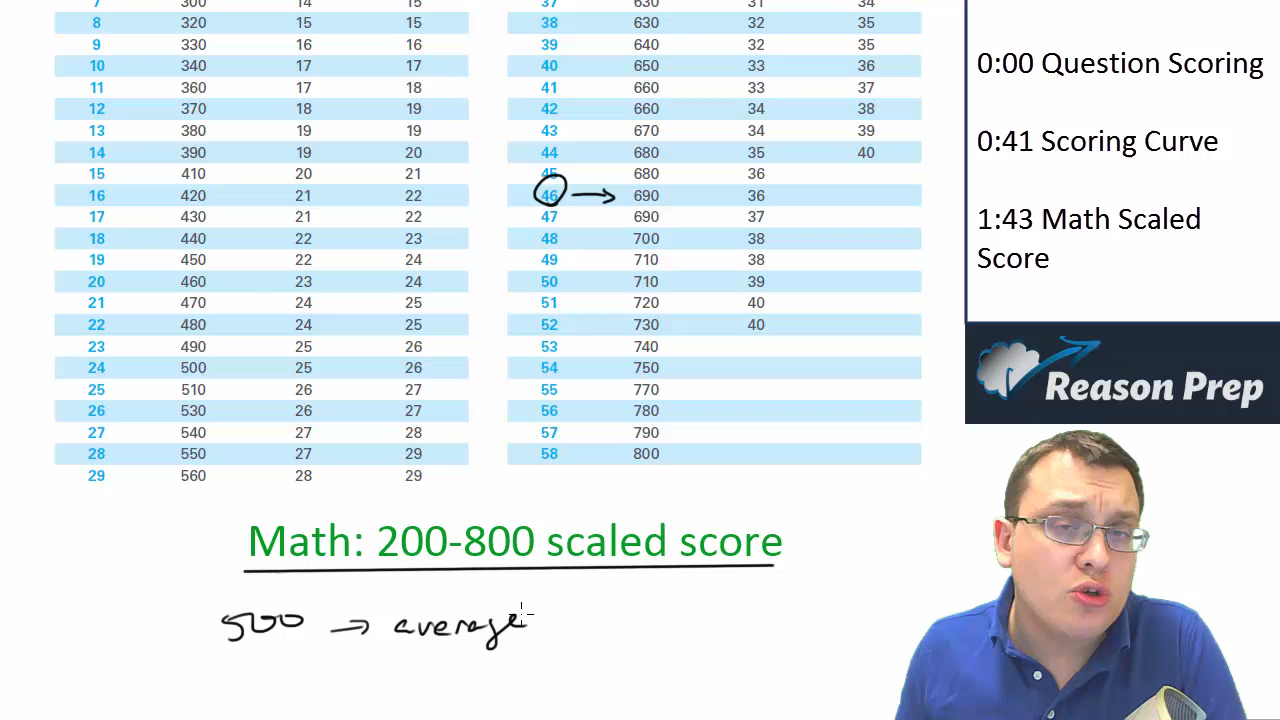 7 300 14 15 37 630 31 34
8 320 15 15 38 630 32 35
9 330 16 16 39 640 32 35
10 340 17 17 40 650 33 36
11 360 17 18 41 660 33 37
12 370 18 19 42 660 34 38
13 380 19 19 43 670 34 39
14 390 19 20 44 680 35 40
15 410 20 21 45 680 36
16 420 21 22 46 690 36
17 430 21 22 47 690 37
18 440 22 23 48 700 38
19 450 22 24 49 710 38
20 460 23 24 50 710 39
21 470 24 25 51 720 40
22 480 24 25 52 730 40
23 490 25 26 53 740
24 500 25 26 54 750
25 510 26 27 55 770
26 530 26 27 56 780
27 540 27 28 57 790
28 550 27 29 58 800
29 560 28 29
Math: 200-800 scaled score
500 → average
0:00 Question Scoring
0:41 Scoring Curve
1:43 Math Scaled
Score
Reason Prep